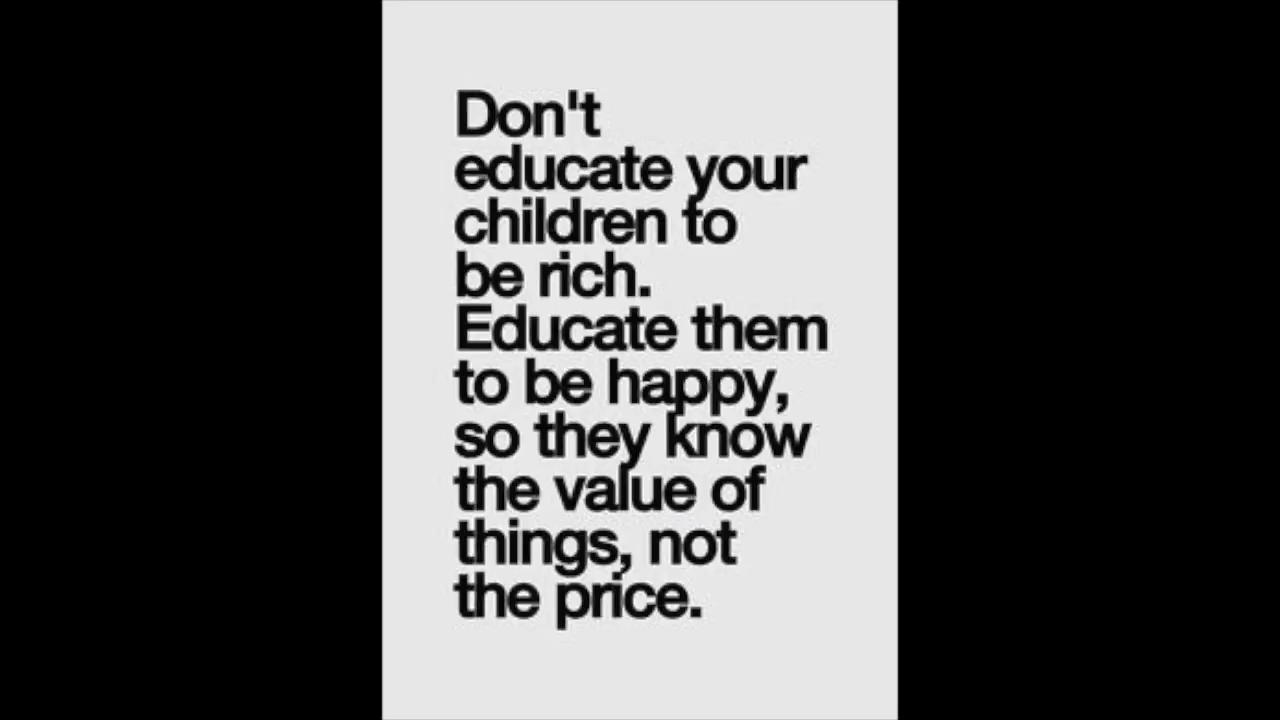 Don't
educate your
children to
be rich.
Educate them
to be happy,
so they know
the value of
things, not
the price.